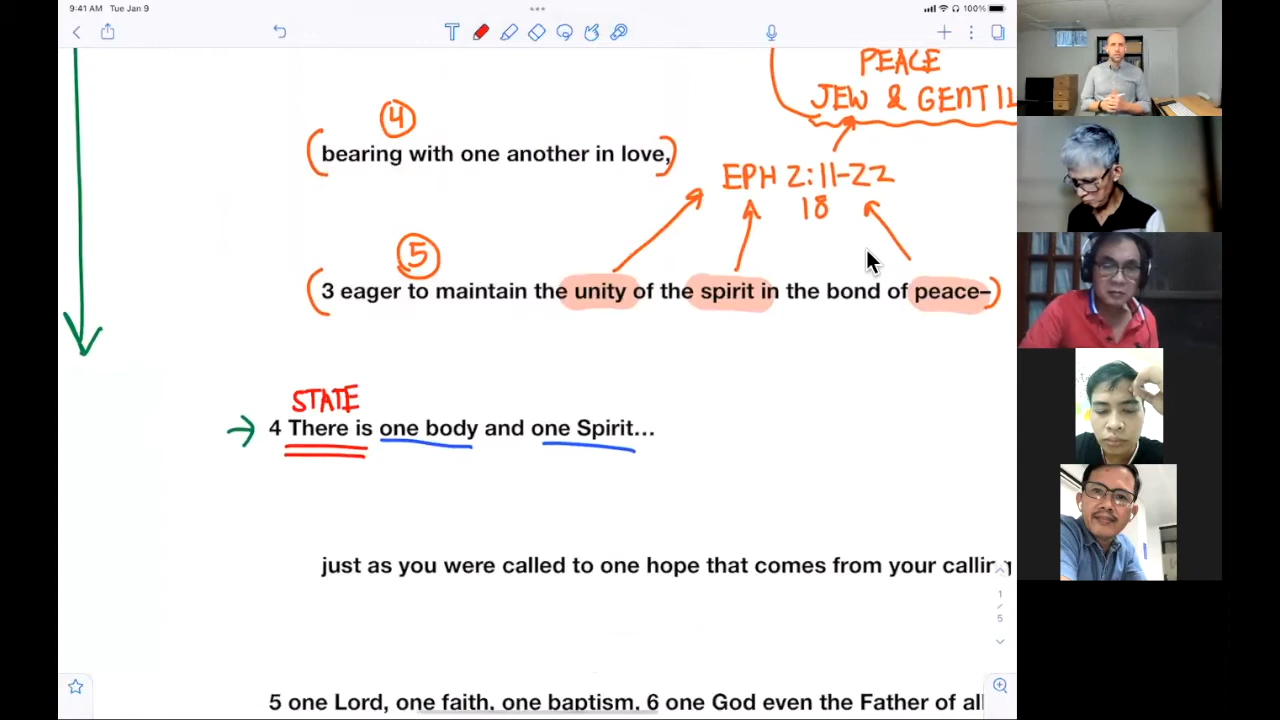 9:41 AM Tue Jan 9
100%
PEACE
JEW & GENTIL
4
bearing with one another in love,
EPH 2:11-22
18
5
3 eager to maintain the unity of the spirit in the bond of peace–
STATE
4 There is one body and one Spirit...
just as you were called to one hope that comes from your calling
1
/
5
5 one Lord, one faith, one baptism, 6 one God even the Father of all